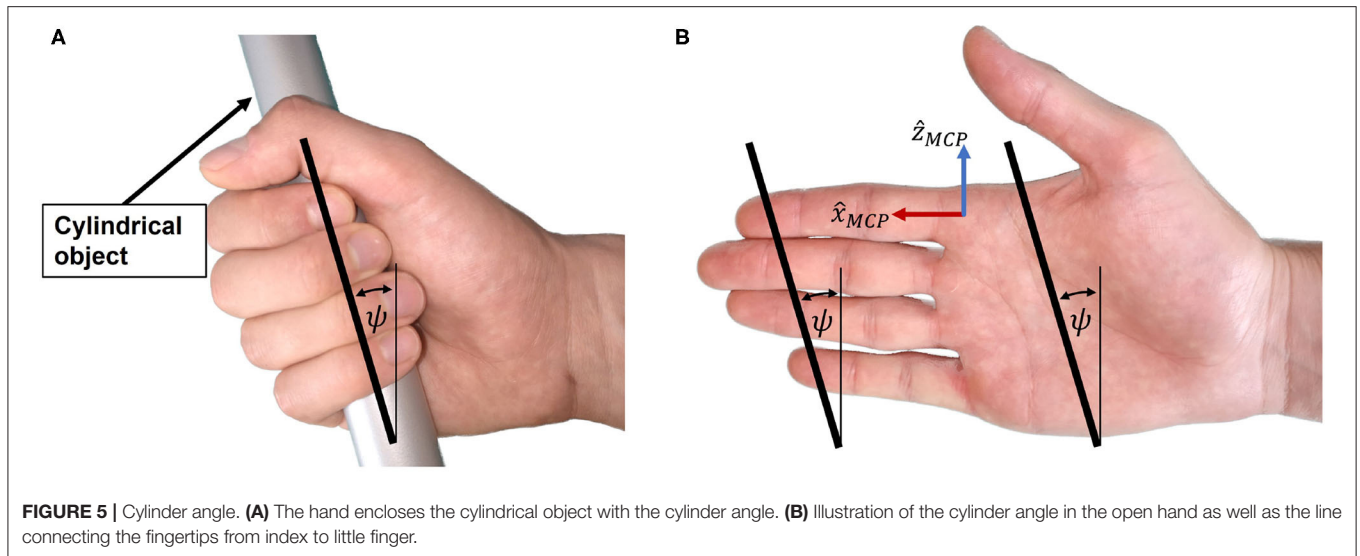 A
B
Cylindrical
object
ψ
ẑ_MCP
x̂_MCP
ψ
ψ
FIGURE 5 | Cylinder angle. (A) The hand encloses the cylindrical object with the cylinder angle. (B) Illustration of the cylinder angle in the open hand as well as the line
connecting the fingertips from index to little finger.